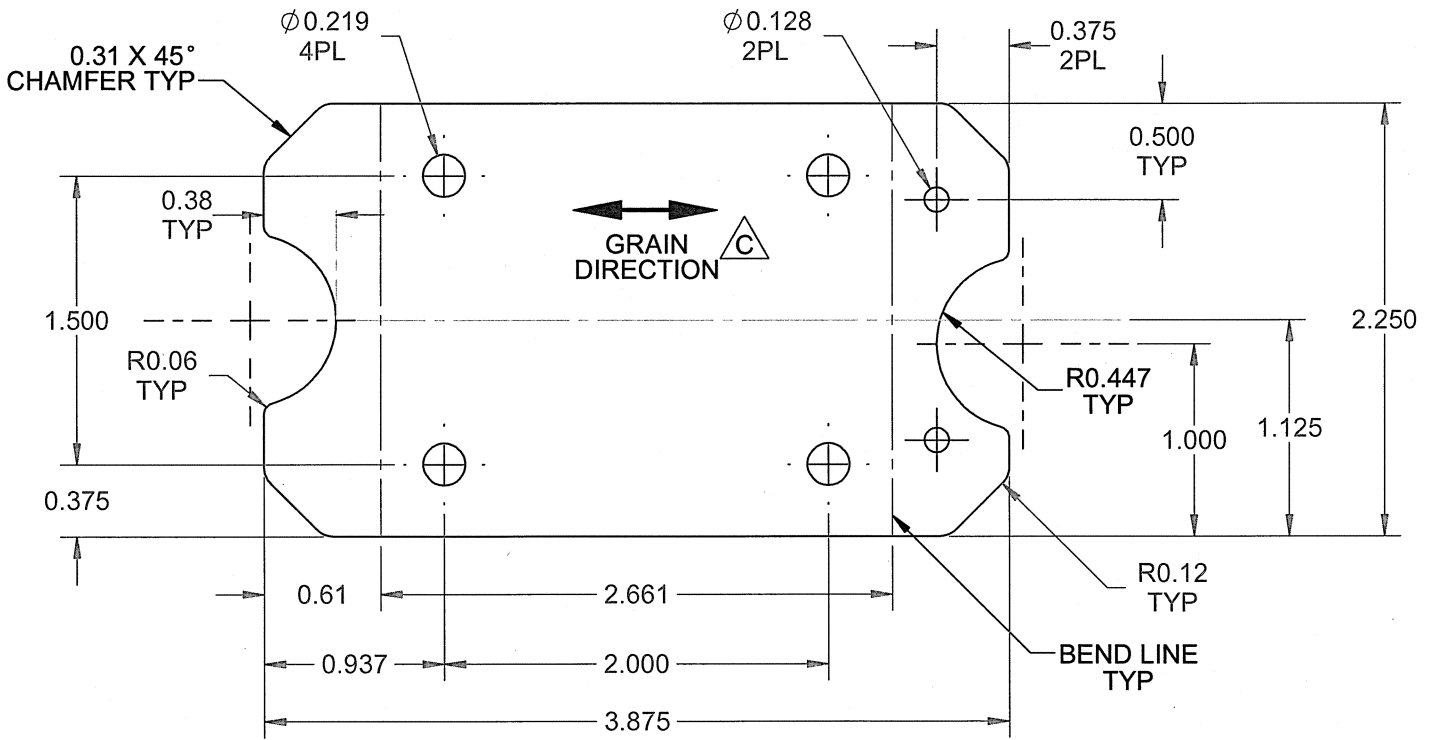 Ø0.219
4PL
Ø0.128
2PL
0.375
2PL
0.31 X 45°
CHAMFER TYP
0.500
TYP
0.38
TYP
GRAIN
DIRECTION
C
1.500
2.250
R0.06
TYP
R0.447
TYP
1.000
1.125
0.375
R0.12
TYP
0.61
2.661
BEND LINE
TYP
0.937
2.000
3.875